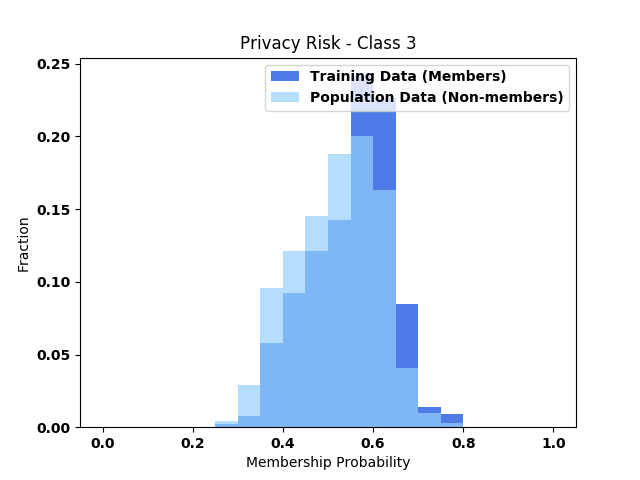 Privacy Risk - Class 3
Training Data (Members)
Population Data (Non-members)
Fraction
0.25
0.20
0.15
0.10
0.05
0.00
0.0 0.2 0.4 0.6 0.8 1.0
Membership Probability